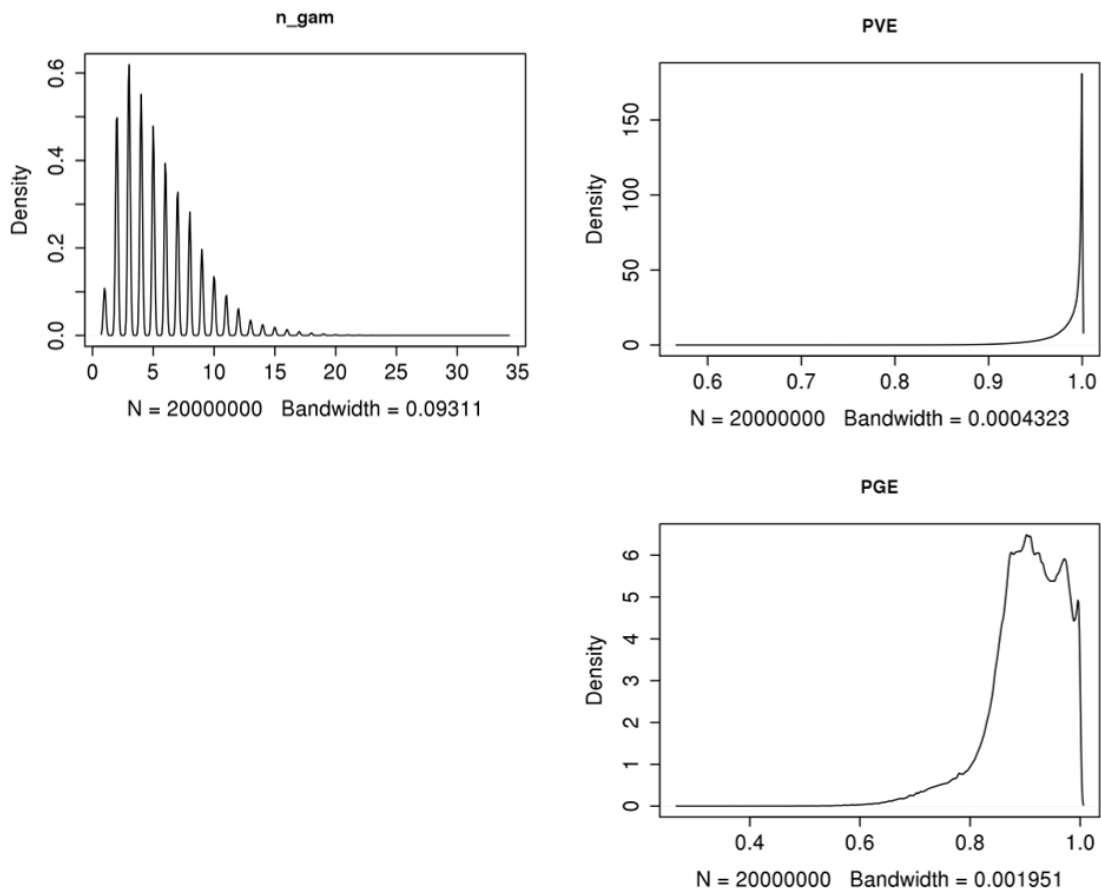 n_gam
Density
0.0 0.2 0.4 0.6
0 5 10 15 20 25 30 35
N = 20000000 Bandwidth = 0.09311
PVE
Density
0 50 100 150
0.6 0.7 0.8 0.9 1.0
N = 20000000 Bandwidth = 0.0004323
PGE
Density
0 1 2 3 4 5 6
0.4 0.6 0.8 1.0
N = 20000000 Bandwidth = 0.001951